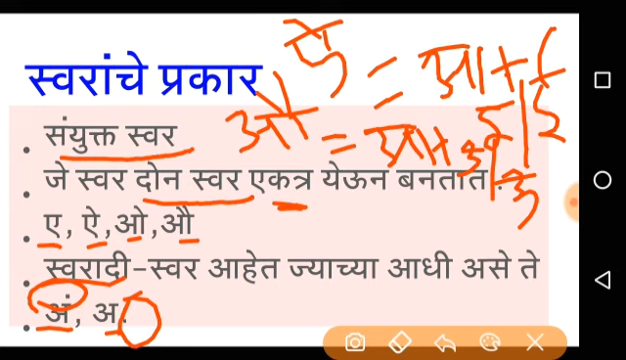 स्वरांचे प्रकार
ऐ = आ + इ / ई
औ = आ + उ / ऊ
संयुक्त स्वर
जे स्वर दोन स्वर एकत्र येऊन बनतात .
ए, ऐ ,ओ ,औ
स्वरादी-स्वर आहेत ज्याच्या आधी असे ते
अं, अ: